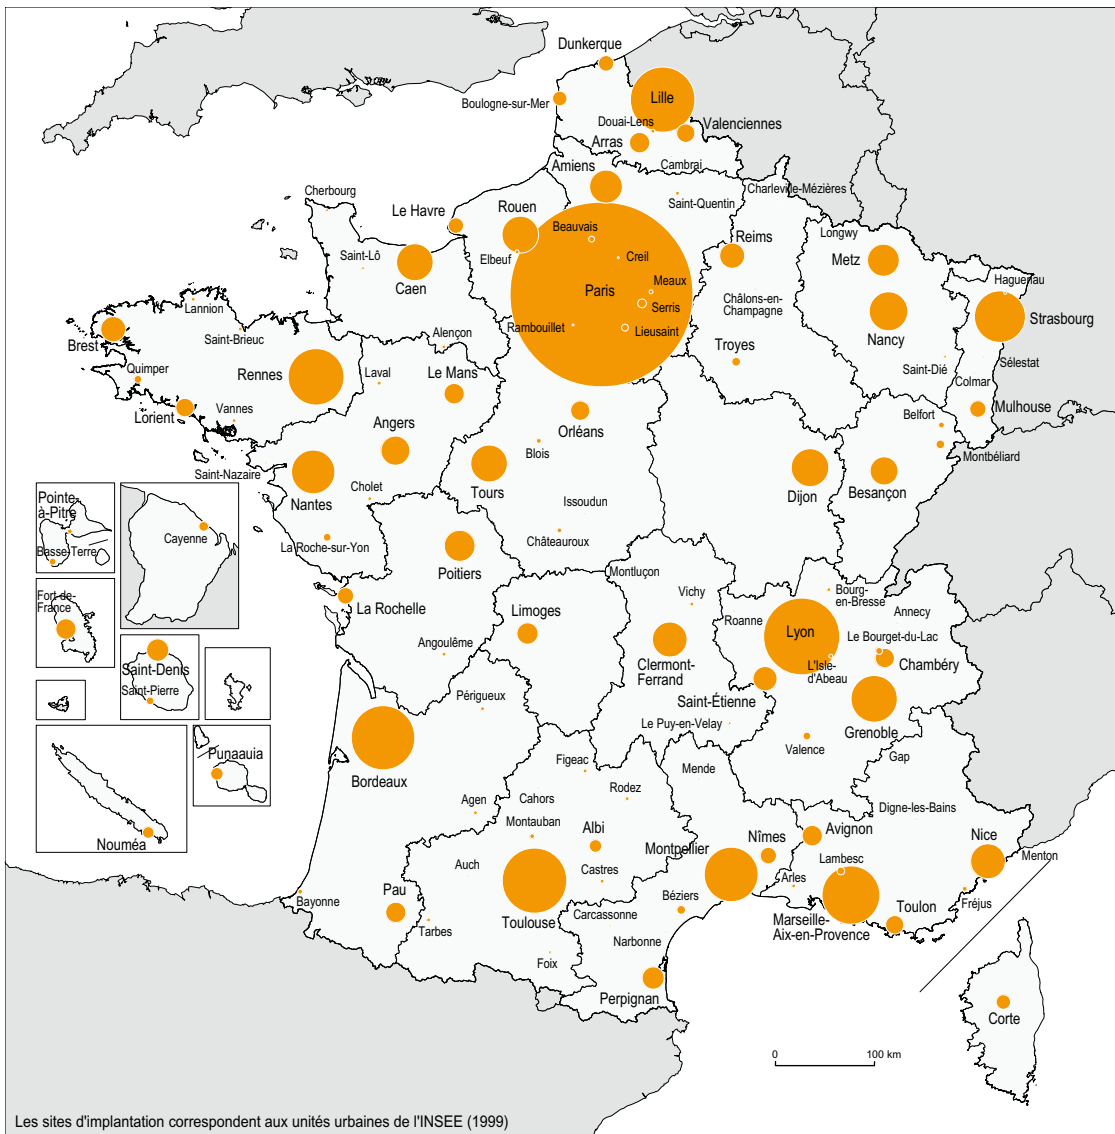 Dunkerque
Lille
Boulogne-sur-Mer
Douai-Lens
Valenciennes
Arras
Cambrai
Amiens
Charleville-Mézières
Cherbourg
Saint-Quentin
Le Havre
Rouen
Beauvais
Reims
Longwy
Saint-Lô
Elbeuf
Creil
Metz
Haguenau
Caen
Paris
Meaux
Châlons-en-
Champagne
Lannion
Serris
Strasbourg
Rambouillet
Lieusaint
Saint-Brieuc
Alençon
Nancy
Brest
Troyes
Quimper
Rennes
Laval
Le Mans
Saint-Dié
Sélestat
Colmar
Lorient
Vannes
Mulhouse
Orléans
Belfort
Angers
Blois
Montbéliard
Saint-Nazaire
Tours
Dijon
Besançon
Nantes
Cholet
Issoudun
Pointe-
à-Pitre
Châteauroux
Cayenne
Basse-Terre
La Roche-sur-Yon
Poitiers
Montluçon
Fort-de-
France
La Rochelle
Limoges
Vichy
Bourg-
en-Bresse
Annecy
Roanne
Lyon
Le Bourget-du-Lac
Angoulême
Clermont-
Ferrand
L'Isle-
d'Abeau
Chambéry
Saint-Denis
Saint-Pierre
Périgueux
Saint-Étienne
Le Puy-en-Velay
Grenoble
Valence
Punaauia
Figeac
Mende
Gap
Bordeaux
Rodez
Agen
Cahors
Digne-les-Bains
Montauban
Albi
Avignon
Nîmes
Nice
Nouméa
Montpellier
Menton
Auch
Castres
Lambesc
Arles
Bayonne
Pau
Béziers
Fréjus
Toulouse
Carcassonne
Toulon
Tarbes
Marseille-
Aix-en-Provence
Narbonne
Foix
Perpignan
Corte
0
100 km
Les sites d'implantation correspondent aux unités urbaines de l'INSEE (1999)